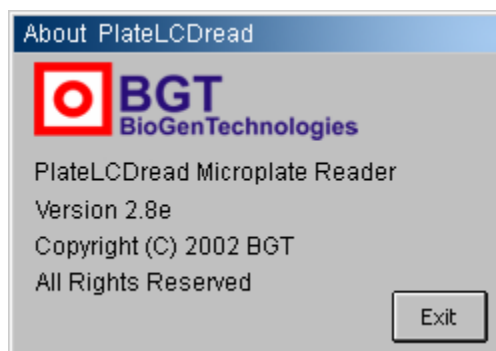 About PlateLCDread
BGT
BioGenTechnologies
PlateLCDread Microplate Reader
Version 2.8e
Copyright (C) 2002 BGT
All Rights Reserved
Exit